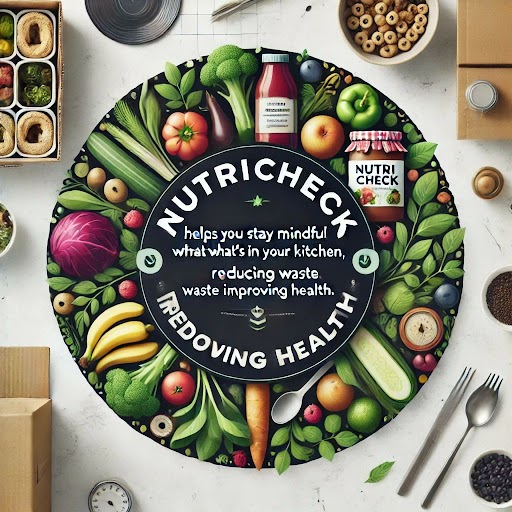 NUTRICHECK
helps you stay mindful
what what's in your kitchen,
reducing waste
waste improving health.
REDOVING HEALTH
NUTRI
CHECK